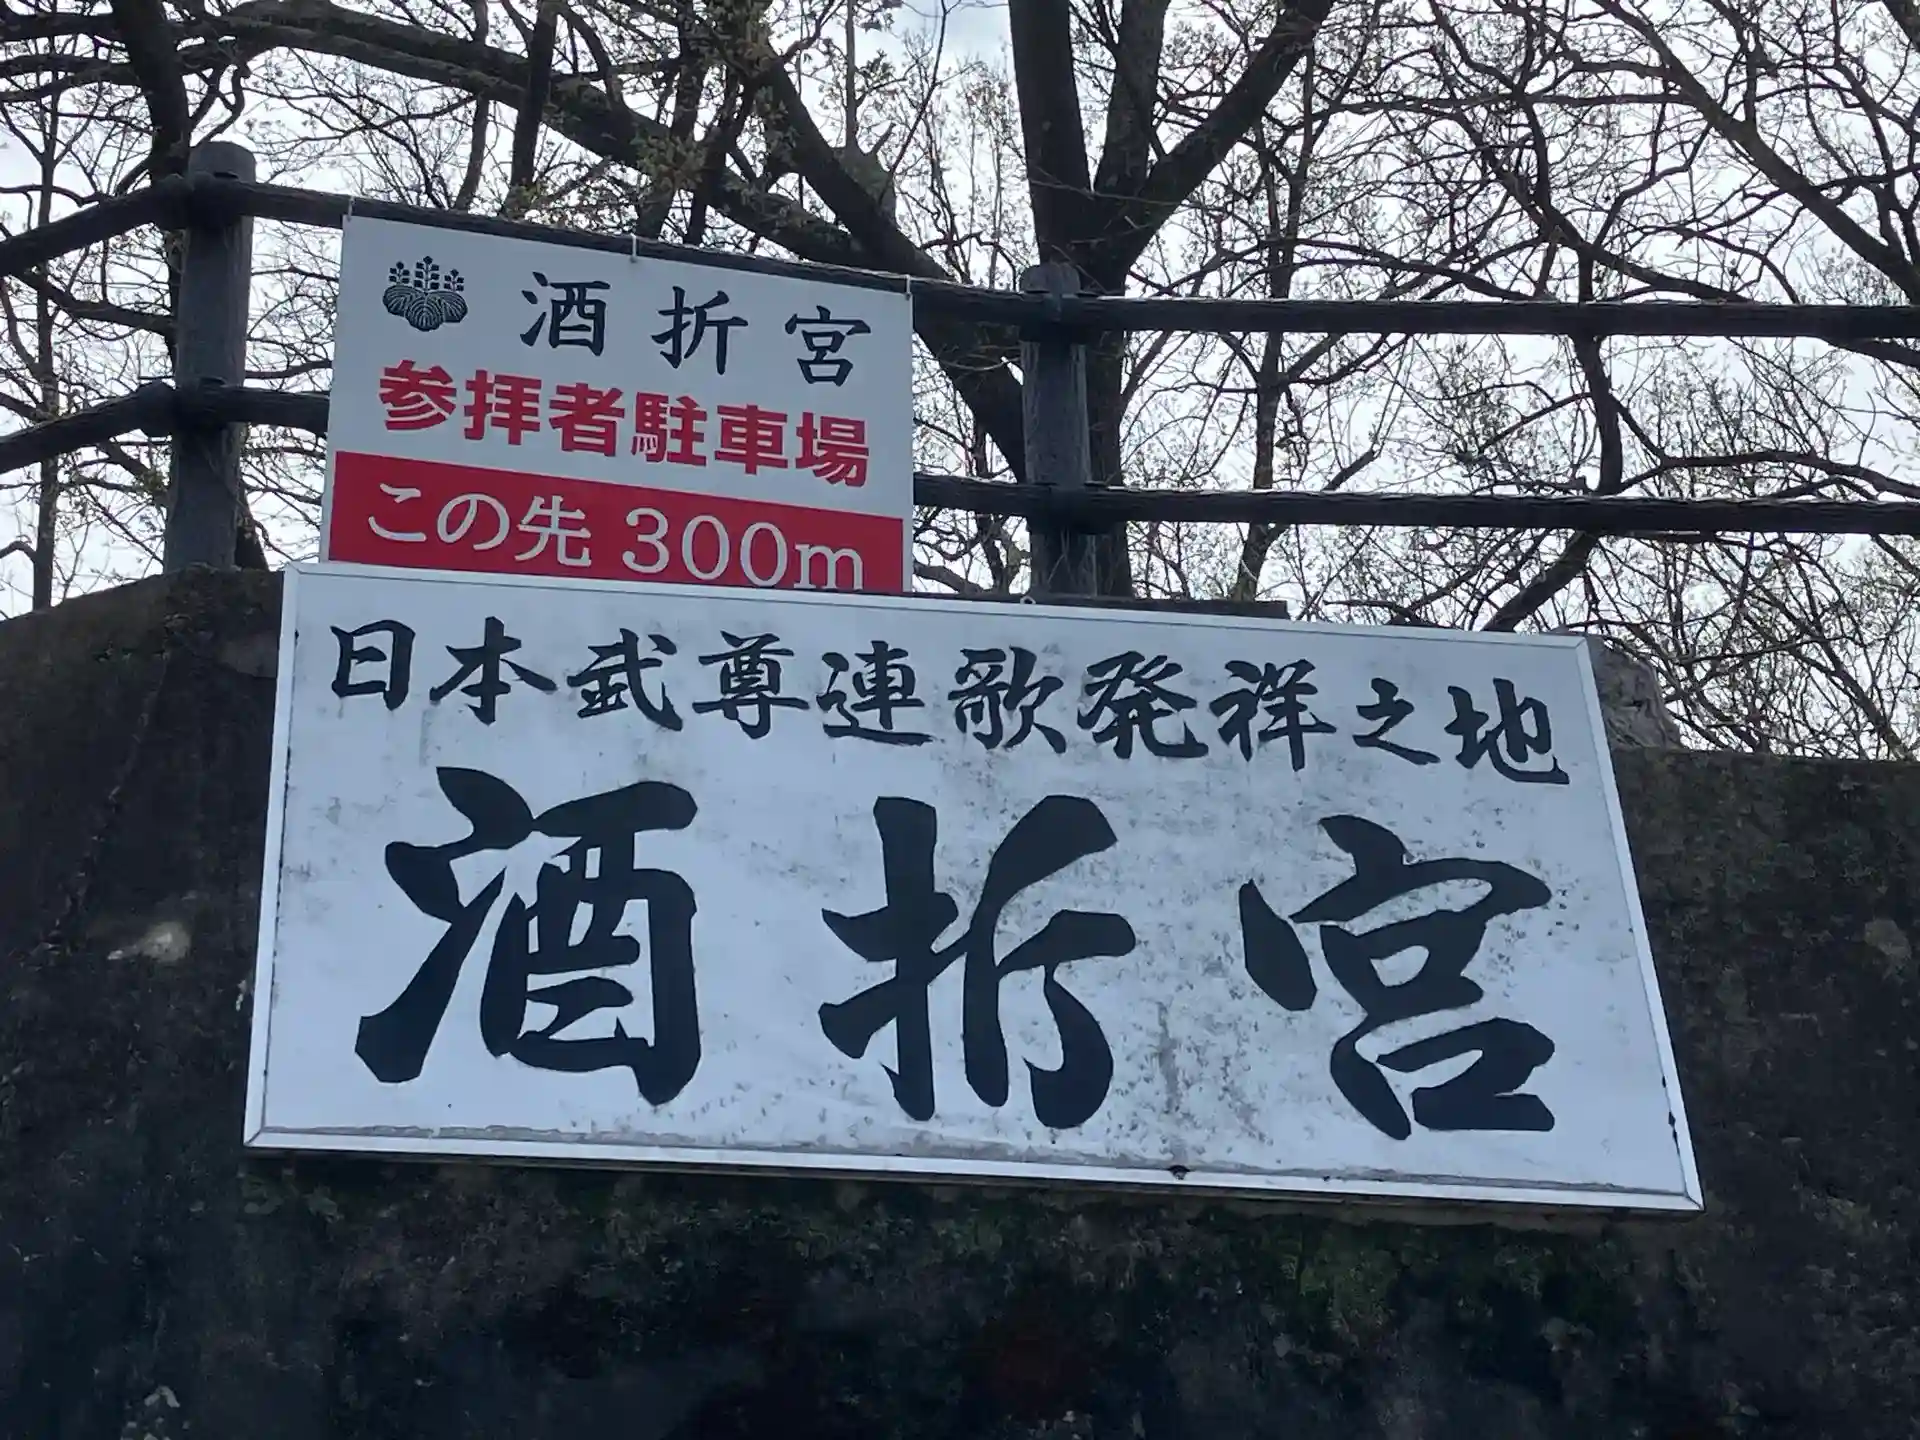 酒折宮
参拝者駐車場
この先 300m
日本武尊連歌発祥之地
酒折宮